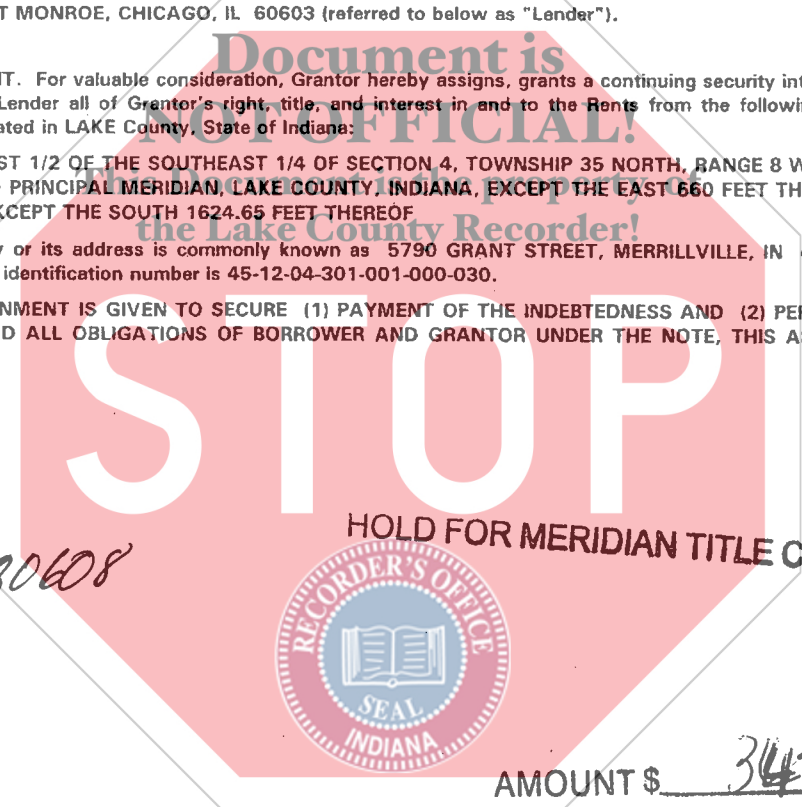 T MONROE, CHICAGO, IL 60603 (referred to below as "Lender").
Document is
IT. For valuable consideration, Grantor hereby assigns, grants a continuing security int
Lender all of Grantor's right, title, and interest in and to the Rents from the followi
ated in LAKE County, State of Indiana:
NOT OFFICIAL!
ST 1/2 OF THE SOUTHEAST 1/4 OF SECTION 4, TOWNSHIP 35 NORTH, RANGE 8 W
PRINCIPAL MERIDIAN, LAKE COUNTY, INDIANA, EXCEPT THE EAST 660 FEET TH
This Document is the property of
XCEPT THE SOUTH 1624.65 FEET THEREOF
the Lake County Recorder!
y or its address is commonly known as 5790 GRANT STREET, MERRILLVILLE, IN
identification number is 45-12-04-301-001-000-030.
NMENT IS GIVEN TO SECURE (1) PAYMENT OF THE INDEBTEDNESS AND (2) PE
D ALL OBLIGATIONS OF BORROWER AND GRANTOR UNDER THE NOTE, THIS A
STOP
HOLD FOR MERIDIAN TITLE C
30608
RECORDER'S OFFICE
SEAL
INDIANA
AMOUNT $